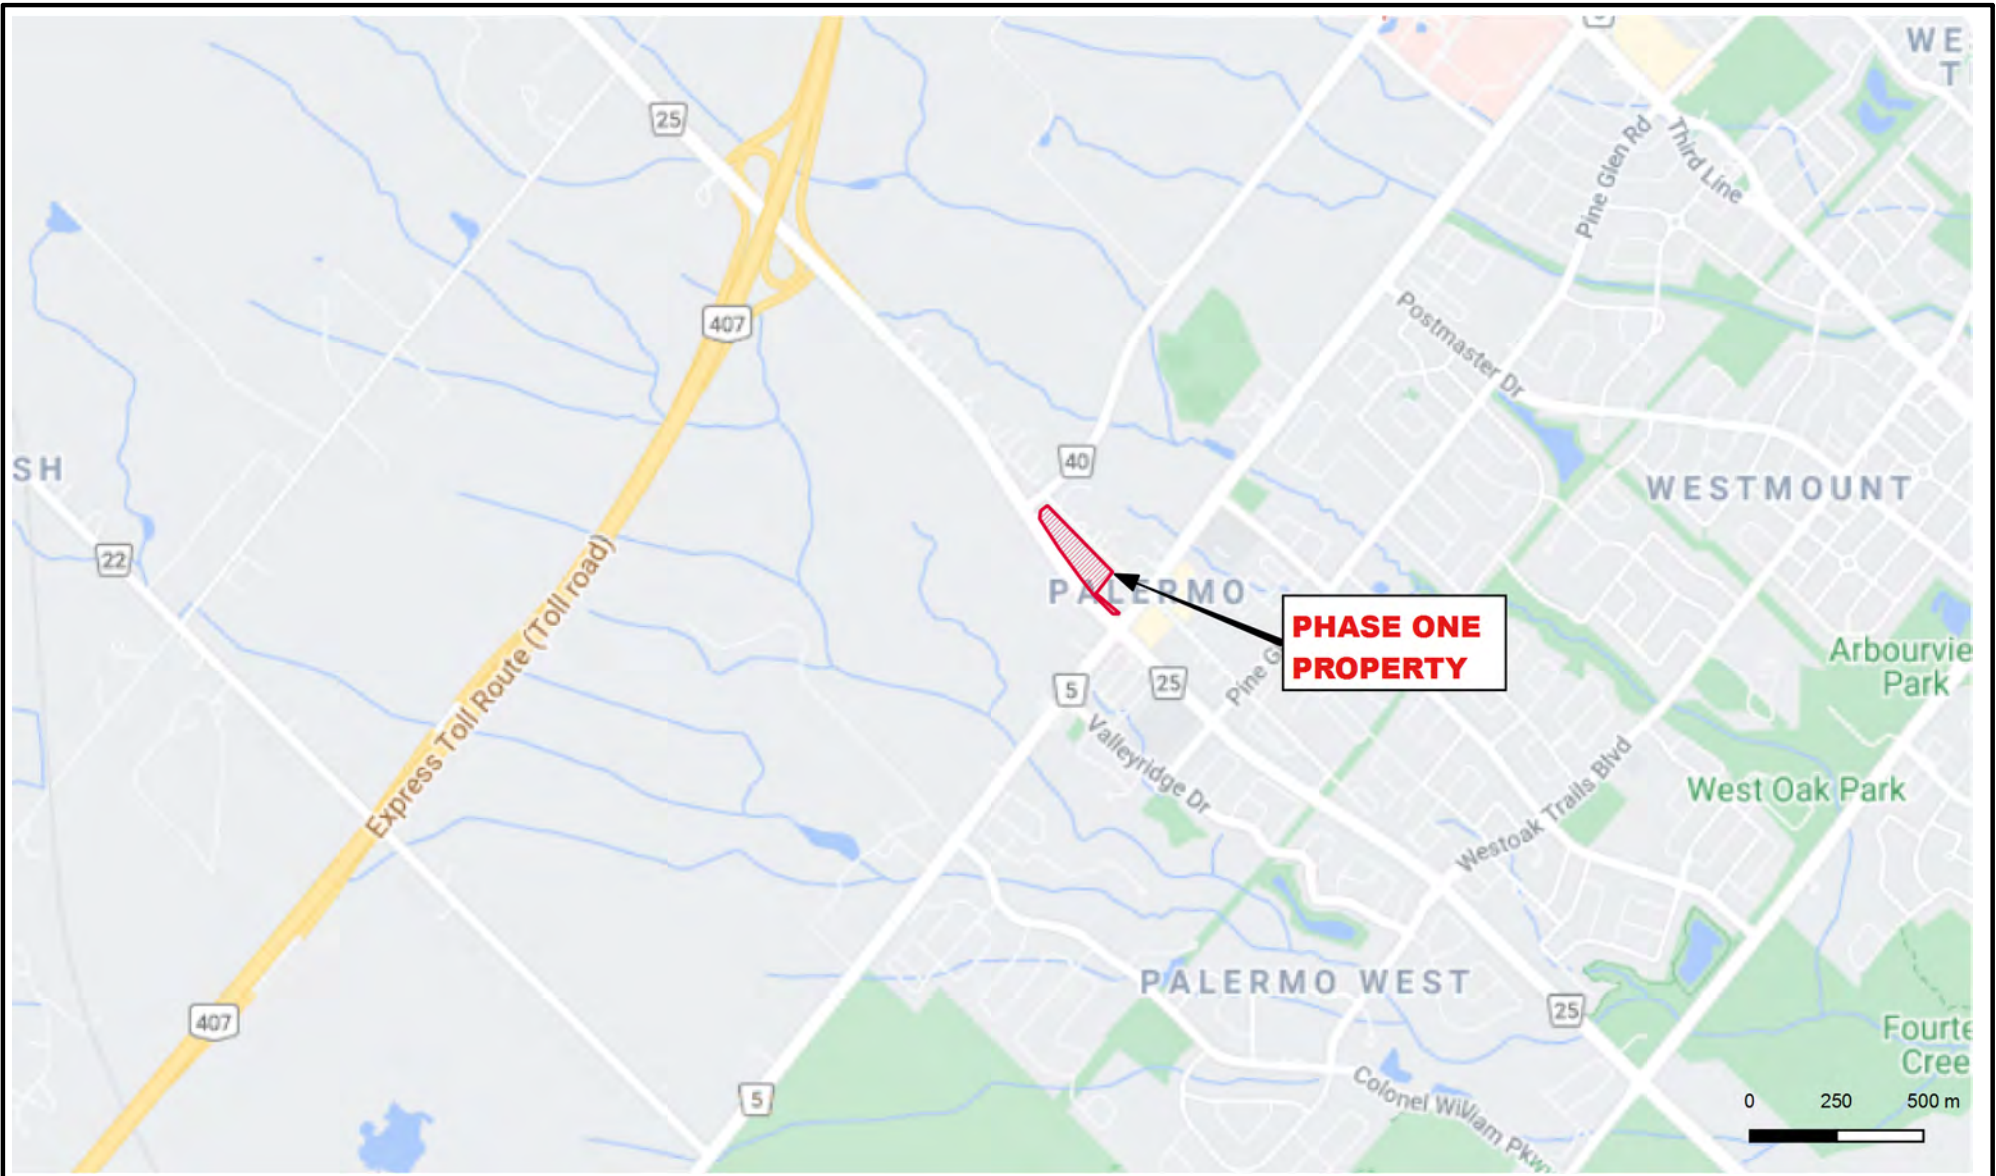 WE
T
25
Pine Glen Rd
Third Line
407
Postmaster Dr
SH
40
WESTMOUNT
22
PALERMO
PHASE ONE
PROPERTY
Express Toll Route (Toll road)
Arbourvie
Park
5
25
Pine G
Valleyridge Dr
West Oak Park
Westoak Trails Blvd
PALERMO WEST
25
407
Fourte
Cree
5
Colonel William Pkwy
0 250 500 m